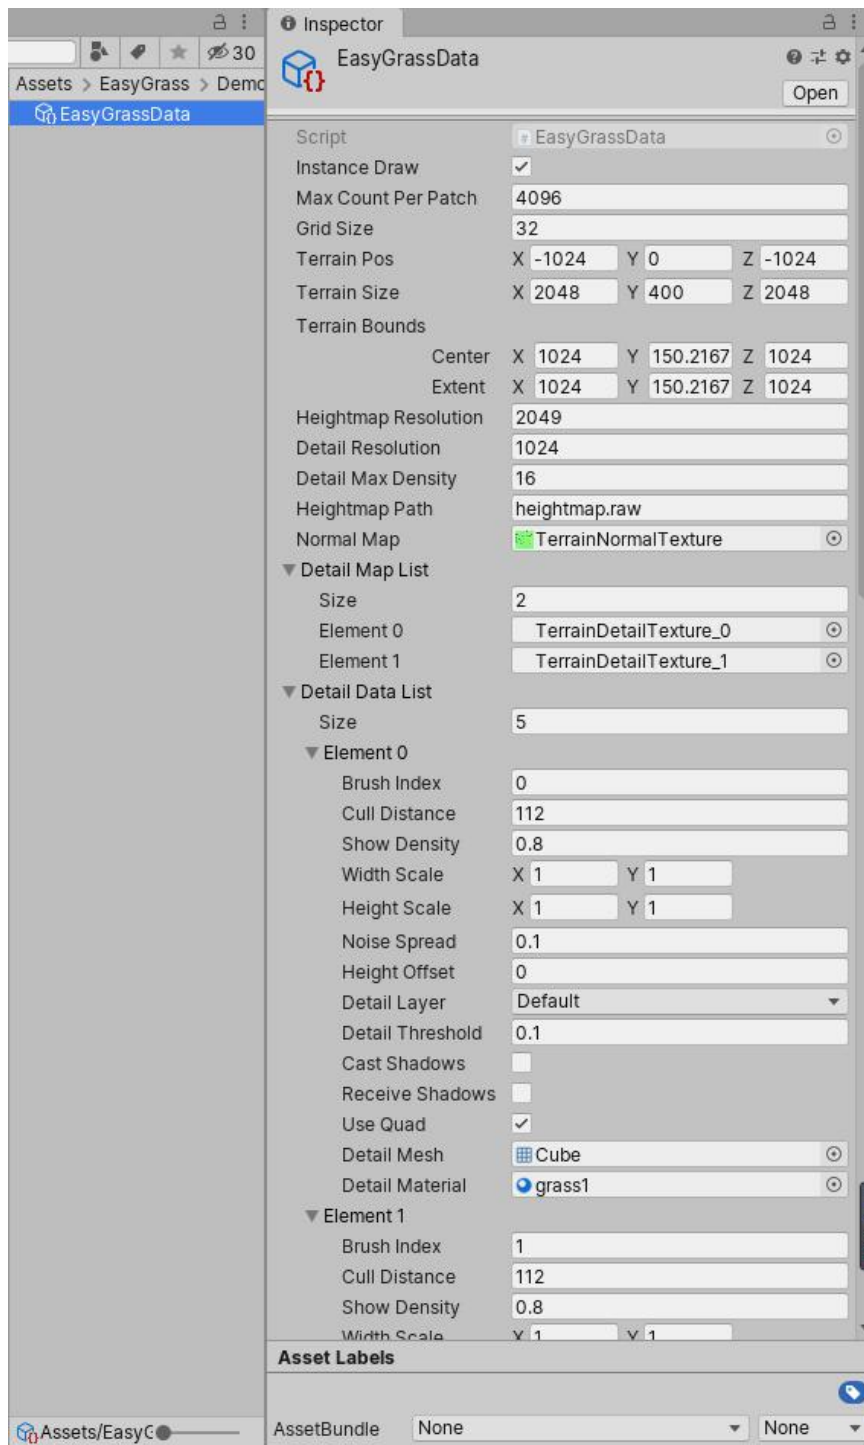 Inspector
30
EasyGrassData
Assets > EasyGrass > Demo
Open
EasyGrassData
Script EasyGrassData
Instance Draw
Max Count Per Patch 4096
Grid Size 32
Terrain Pos X -1024 Y 0 Z -1024
Terrain Size X 2048 Y 400 Z 2048
Terrain Bounds
Center X 1024 Y 150.2167 Z 1024
Extent X 1024 Y 150.2167 Z 1024
Heightmap Resolution 2049
Detail Resolution 1024
Detail Max Density 16
Heightmap Path heightmap.raw
Normal Map TerrainNormalTexture
Detail Map List
Size 2
Element 0 TerrainDetailTexture_0
Element 1 TerrainDetailTexture_1
Detail Data List
Size 5
Element 0
Brush Index 0
Cull Distance 112
Show Density 0.8
Width Scale X 1 Y 1
Height Scale X 1 Y 1
Noise Spread 0.1
Height Offset 0
Detail Layer Default
Detail Threshold 0.1
Cast Shadows
Receive Shadows
Use Quad
Detail Mesh Cube
Detail Material grass1
Element 1
Brush Index 1
Cull Distance 112
Show Density 0.8
Width Scale X 1 Y 1
Asset Labels
Assets/EasyG
AssetBundle None None